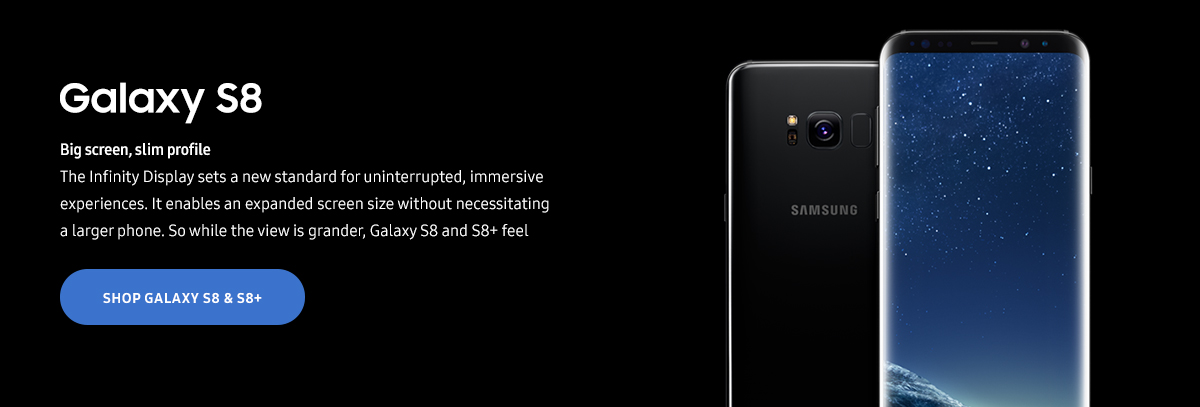 Galaxy S8
Big screen, slim profile
The Infinity Display sets a new standard for uninterrupted, immersive
experiences. It enables an expanded screen size without necessitating
a larger phone. So while the view is grander, Galaxy S8 and S8+ feel
SHOP GALAXY S8 & S8+
SAMSUNG